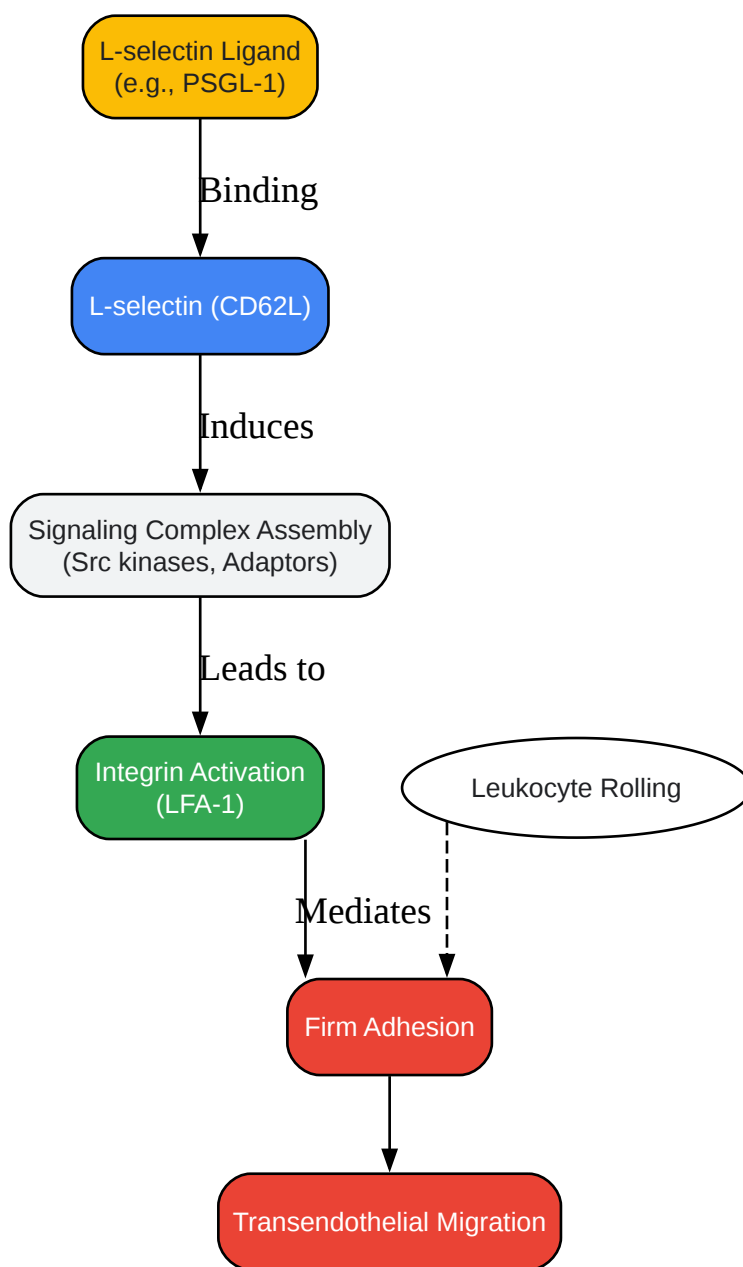 L-selectin Ligand
(e.g., PSGL-1)
Binding
L-selectin (CD62L)
Induces
Signaling Complex Assembly
(Src kinases, Adaptors)
Leads to
Integrin Activation
(LFA-1)
Leukocyte Rolling
Mediates
Firm Adhesion
Transendothelial Migration